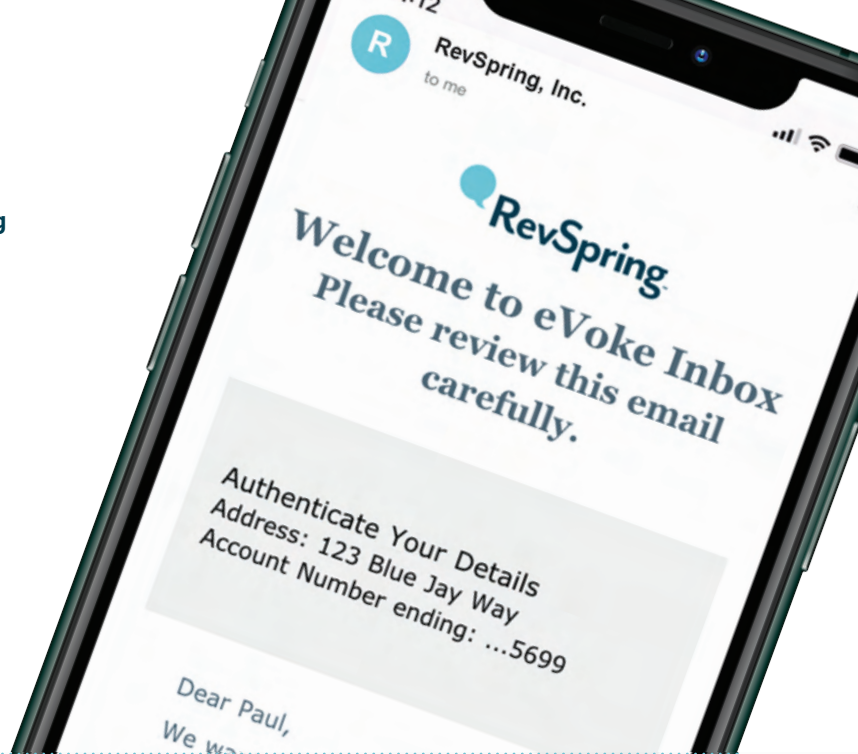 RevSpring, Inc.
to me
RevSpring
Welcome to eVoke Inbox
Please review this email
carefully.
Authenticate Your Details
Address: 123 Blue Jay Way
Account Number ending: ...5699
Dear Paul,
We